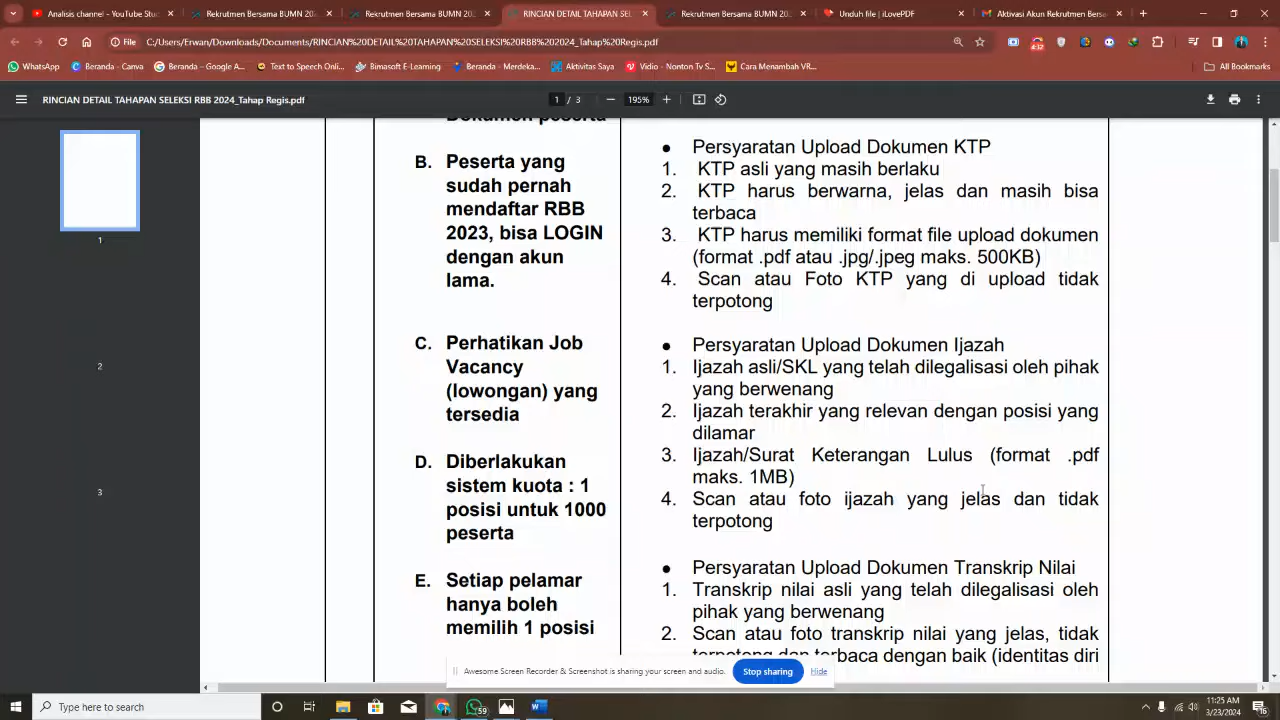 Analisis channel - YouTube Stu
Rekrutmen Bersama BUMN 20
Rekrutmen Bersama BUMN 20
RINCIAN DETAIL TAHAPAN SEL
Rekrutmen Bersama BUMN 20
Unduh file | iLovePDF
Aktivasi Akun Rekrutmen Bersa
File C:/Users/Erwan/Downloads/Documents/RINCIAN%20DETAIL%20TAHAPAN%20SELEKSI%20RBB%202024_Tahap%20Regis.pdf
WhatsApp
Beranda - Canva
Beranda – Google A...
Text to Speech Onli...
Bimasoft E-Learning
Beranda - Merdeka...
Aktivitas Saya
Vidio - Nonton Tv S...
Cara Menambah VR...
All Bookmarks
RINCIAN DETAIL TAHAPAN SELEKSI RBB 2024_Tahap Regis.pdf
1 / 3
195%
1
2
3
Dokumen peserta
B. Peserta yang
sudah pernah
mendaftar RBB
2023, bisa LOGIN
dengan akun
lama.
C. Perhatikan Job
Vacancy
(lowongan) yang
tersedia
D. Diberlakukan
sistem kuota : 1
posisi untuk 1000
peserta
E. Setiap pelamar
hanya boleh
memilih 1 posisi
● Persyaratan Upload Dokumen KTP
1. KTP asli yang masih berlaku
2. KTP harus berwarna, jelas dan masih bisa
terbaca
3. KTP harus memiliki format file upload dokumen
(format .pdf atau .jpg/.jpeg maks. 500KB)
4. Scan atau Foto KTP yang di upload tidak
terpotong
● Persyaratan Upload Dokumen Ijazah
1. Ijazah asli/SKL yang telah dilegalisasi oleh pihak
yang berwenang
2. Ijazah terakhir yang relevan dengan posisi yang
dilamar
3. Ijazah/Surat Keterangan Lulus (format .pdf
maks. 1MB)
4. Scan atau foto ijazah yang jelas dan tidak
terpotong
● Persyaratan Upload Dokumen Transkrip Nilai
1. Transkrip nilai asli yang telah dilegalisasi oleh
pihak yang berwenang
2. Scan atau foto transkrip nilai yang jelas, tidak
terpotong dan terbaca dengan baik (identitas diri
Awesome Screen Recorder & Screenshot is sharing your screen and audio.
Stop sharing
Hide
Type here to search
59
11:25 AM
3/23/2024